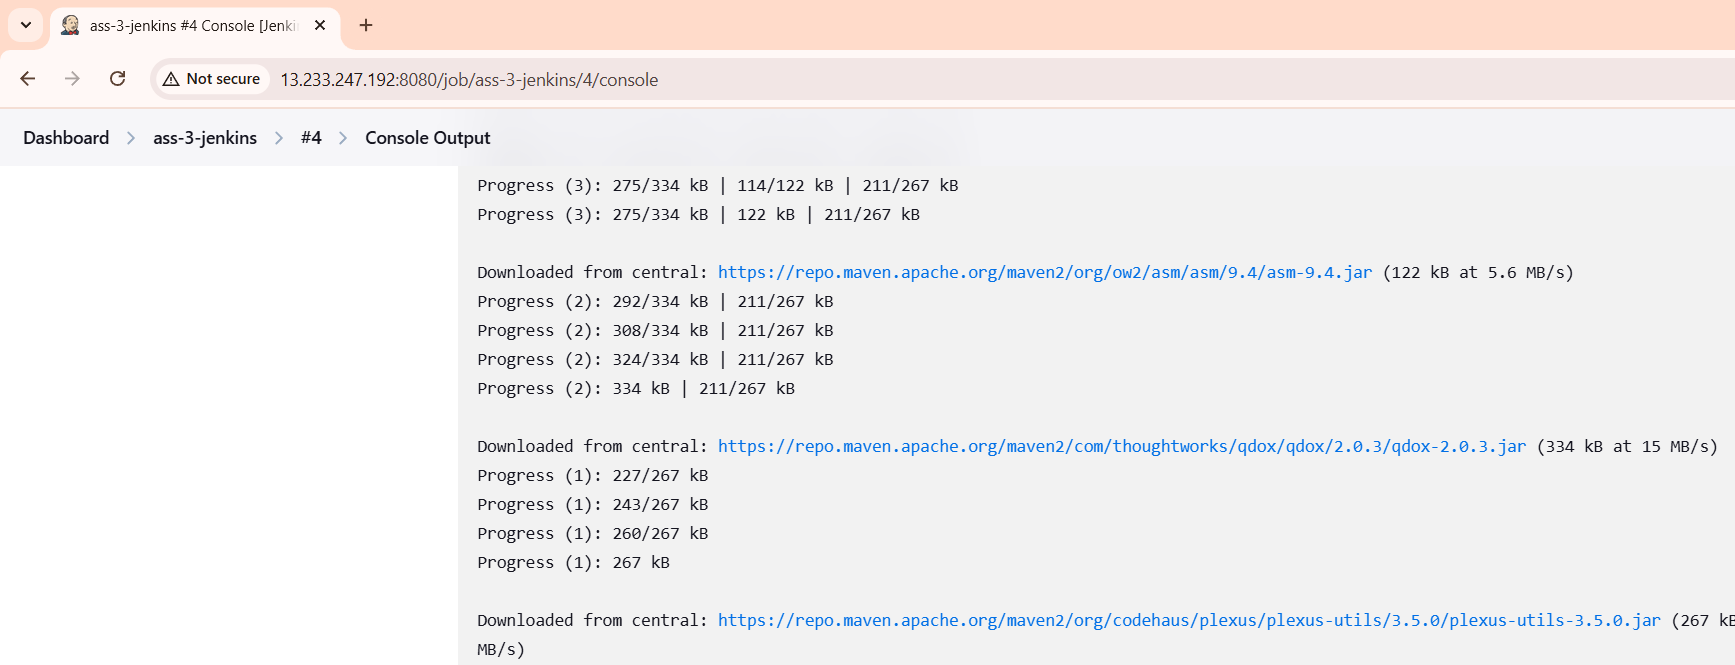 ass-3-jenkins #4 Console [Jenki
Not secure 13.233.247.192:8080/job/ass-3-jenkins/4/console
Dashboard > ass-3-jenkins > #4 > Console Output
Progress (3): 275/334 kB | 114/122 kB | 211/267 kB
Progress (3): 275/334 kB | 122 kB | 211/267 kB
Downloaded from central: https://repo.maven.apache.org/maven2/org/ow2/asm/asm/9.4/asm-9.4.jar (122 kB at 5.6 MB/s)
Progress (2): 292/334 kB | 211/267 kB
Progress (2): 308/334 kB | 211/267 kB
Progress (2): 324/334 kB | 211/267 kB
Progress (2): 334 kB | 211/267 kB
Downloaded from central: https://repo.maven.apache.org/maven2/com/thoughtworks/qdox/qdox/2.0.3/qdox-2.0.3.jar (334 kB at 15 MB/s)
Progress (1): 227/267 kB
Progress (1): 243/267 kB
Progress (1): 260/267 kB
Progress (1): 267 kB
Downloaded from central: https://repo.maven.apache.org/maven2/org/codehaus/plexus/plexus-utils/3.5.0/plexus-utils-3.5.0.jar (267 kB
MB/s)